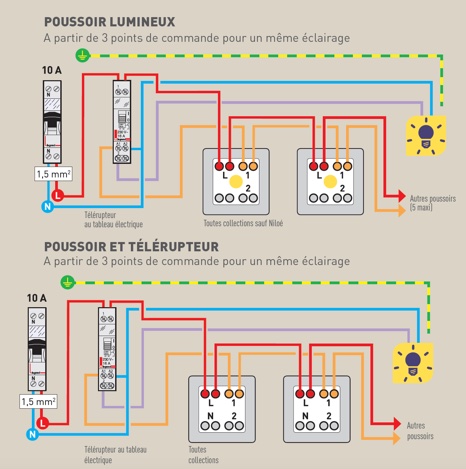 POUSSOIR LUMINEUX
A partir de 3 points de commande pour un même éclairage
10 A
N
1,5 mm²
L
N
Télérupteur
au tableau électrique
L 1
2
Toutes collections sauf Niloé
L 1
2
Autres poussoirs
(5 maxi)
POUSSOIR ET TÉLÉRUPTEUR
A partir de 3 points de commande pour un même éclairage
10 A
N
1,5 mm²
L
N
Télérupteur au tableau
électrique
L 1
N 2
Toutes
collections
L 1
N 2
Autres
poussoirs